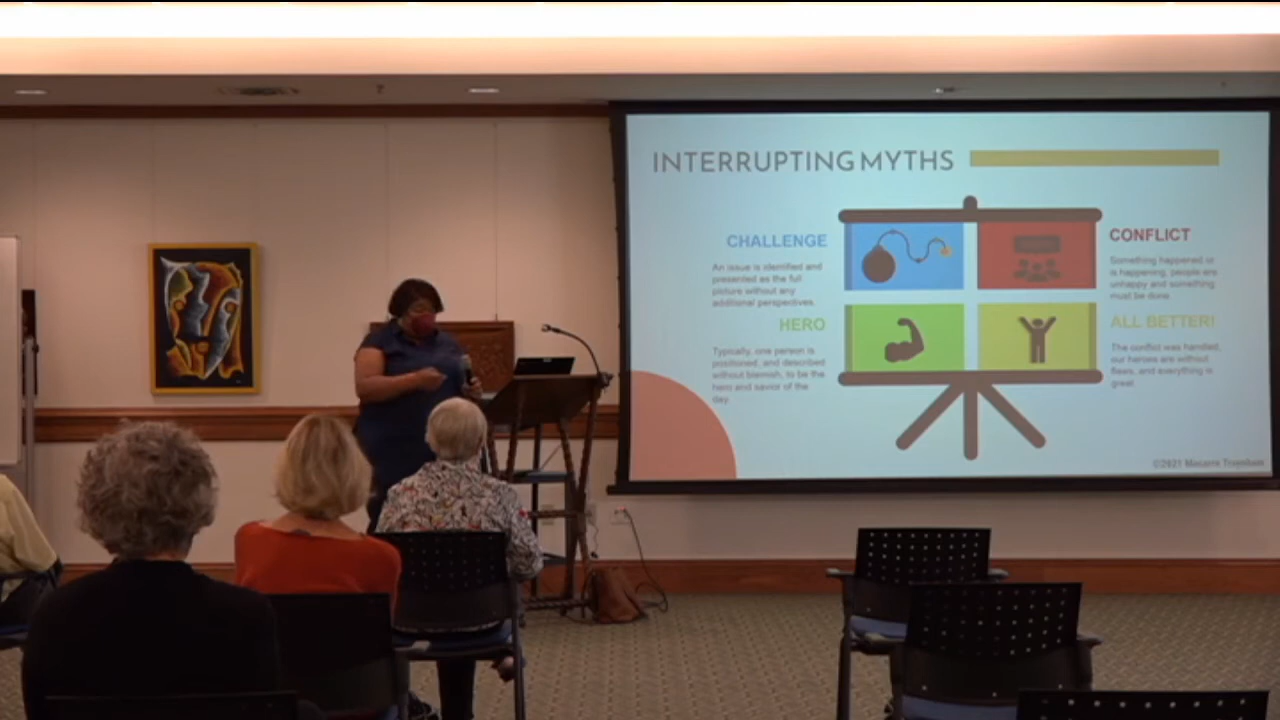 INTERRUPTING MYTHS
CHALLENGE
An issue is identified and
presented as the full
picture without any
additional perspectives.
HERO
Typically, one person is
positioned, and described
without blemish, to be the
hero and savior of the
day.
CONFLICT
Something happened or
is happening, people are
unhappy and something
must be done.
ALL BETTER!
The conflict was handled,
our heroes are without
flaws, and everything is
great.
©2021